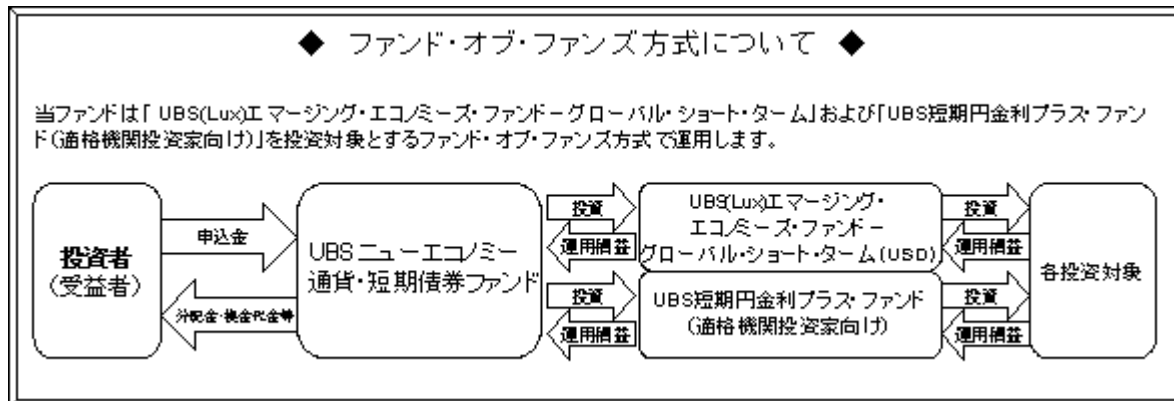 ◆ ファンド・オブ・ファンズ方式について ◆
当ファンドは「UBS(Lux)エマージング・エコノミーズ・ファンド－グローバル・ショート・ターム」および「UBS短期円金利プラス・ファン
ド(適格機関投資家向け)」を投資対象とするファンド・オブ・ファンズ方式で運用します。
投資者
(受益者)
申込金
分配金・換金代金等
UBSニューエコノミー
通貨・短期債券ファンド
投資
運用損益
投資
運用損益
UBS(Lux)エマージング・
エコノミーズ・ファンド－
グローバル・ショート・ターム(USD)
UBS短期円金利プラス・ファンド
(適格機関投資家向け)
投資
運用損益
投資
運用損益
各投資対象